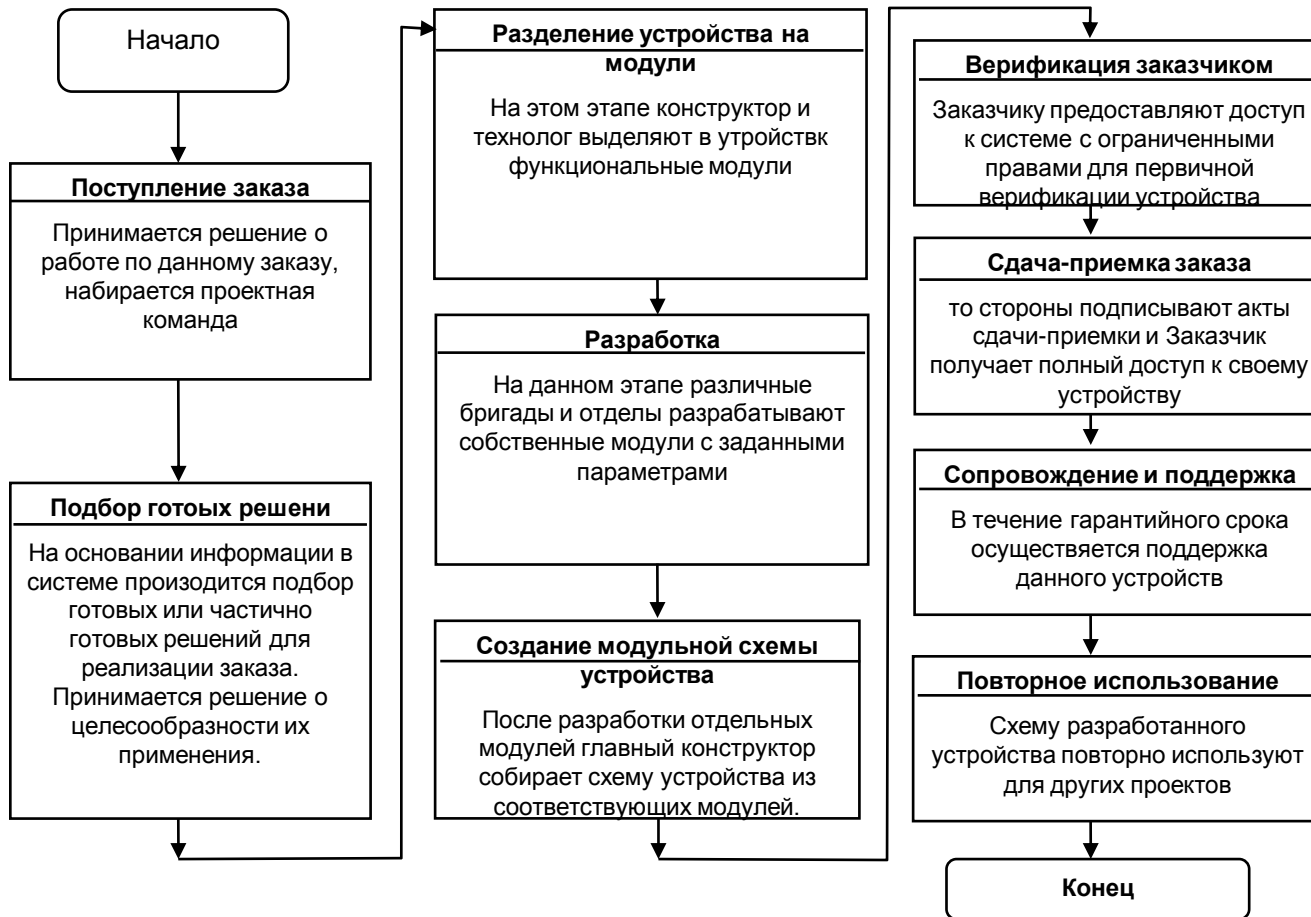 Начало
Поступление заказа
Принимается решение о
работе по данному заказу,
набирается проектная
команда
Подбор готоых решени
На основании информации в
системе произодится подбор
готовых или частично
готовых решений для
реализации заказа.
Принимается решение о
целесообразности их
применения.
Разделение устройства на
модули
На этом этапе конструктор и
технолог выделяют в утройствк
функциональные модули
Разработка
На данном этапе различные
бригады и отделы разрабатывают
собственные модули с заданными
параметрами
Создание модульной схемы
устройства
После разработки отдельных
модулей главный конструктор
собирает схему устройства из
соответствующих модулей.
Верификация заказчиком
Заказчику предоставляют доступ
к системе с ограниченными
правами для первичной
верификации устройства
Сдача-приемка заказа
то стороны подписывают акты
сдачи-приемки и Заказчик
получает полный доступ к своему
устройству
Сопровождение и поддержка
В течение гарантийного срока
осуществяется поддержка
данного устройств
Повторное использование
Схему разработанного
устройства повторно используют
для других проектов
Конец